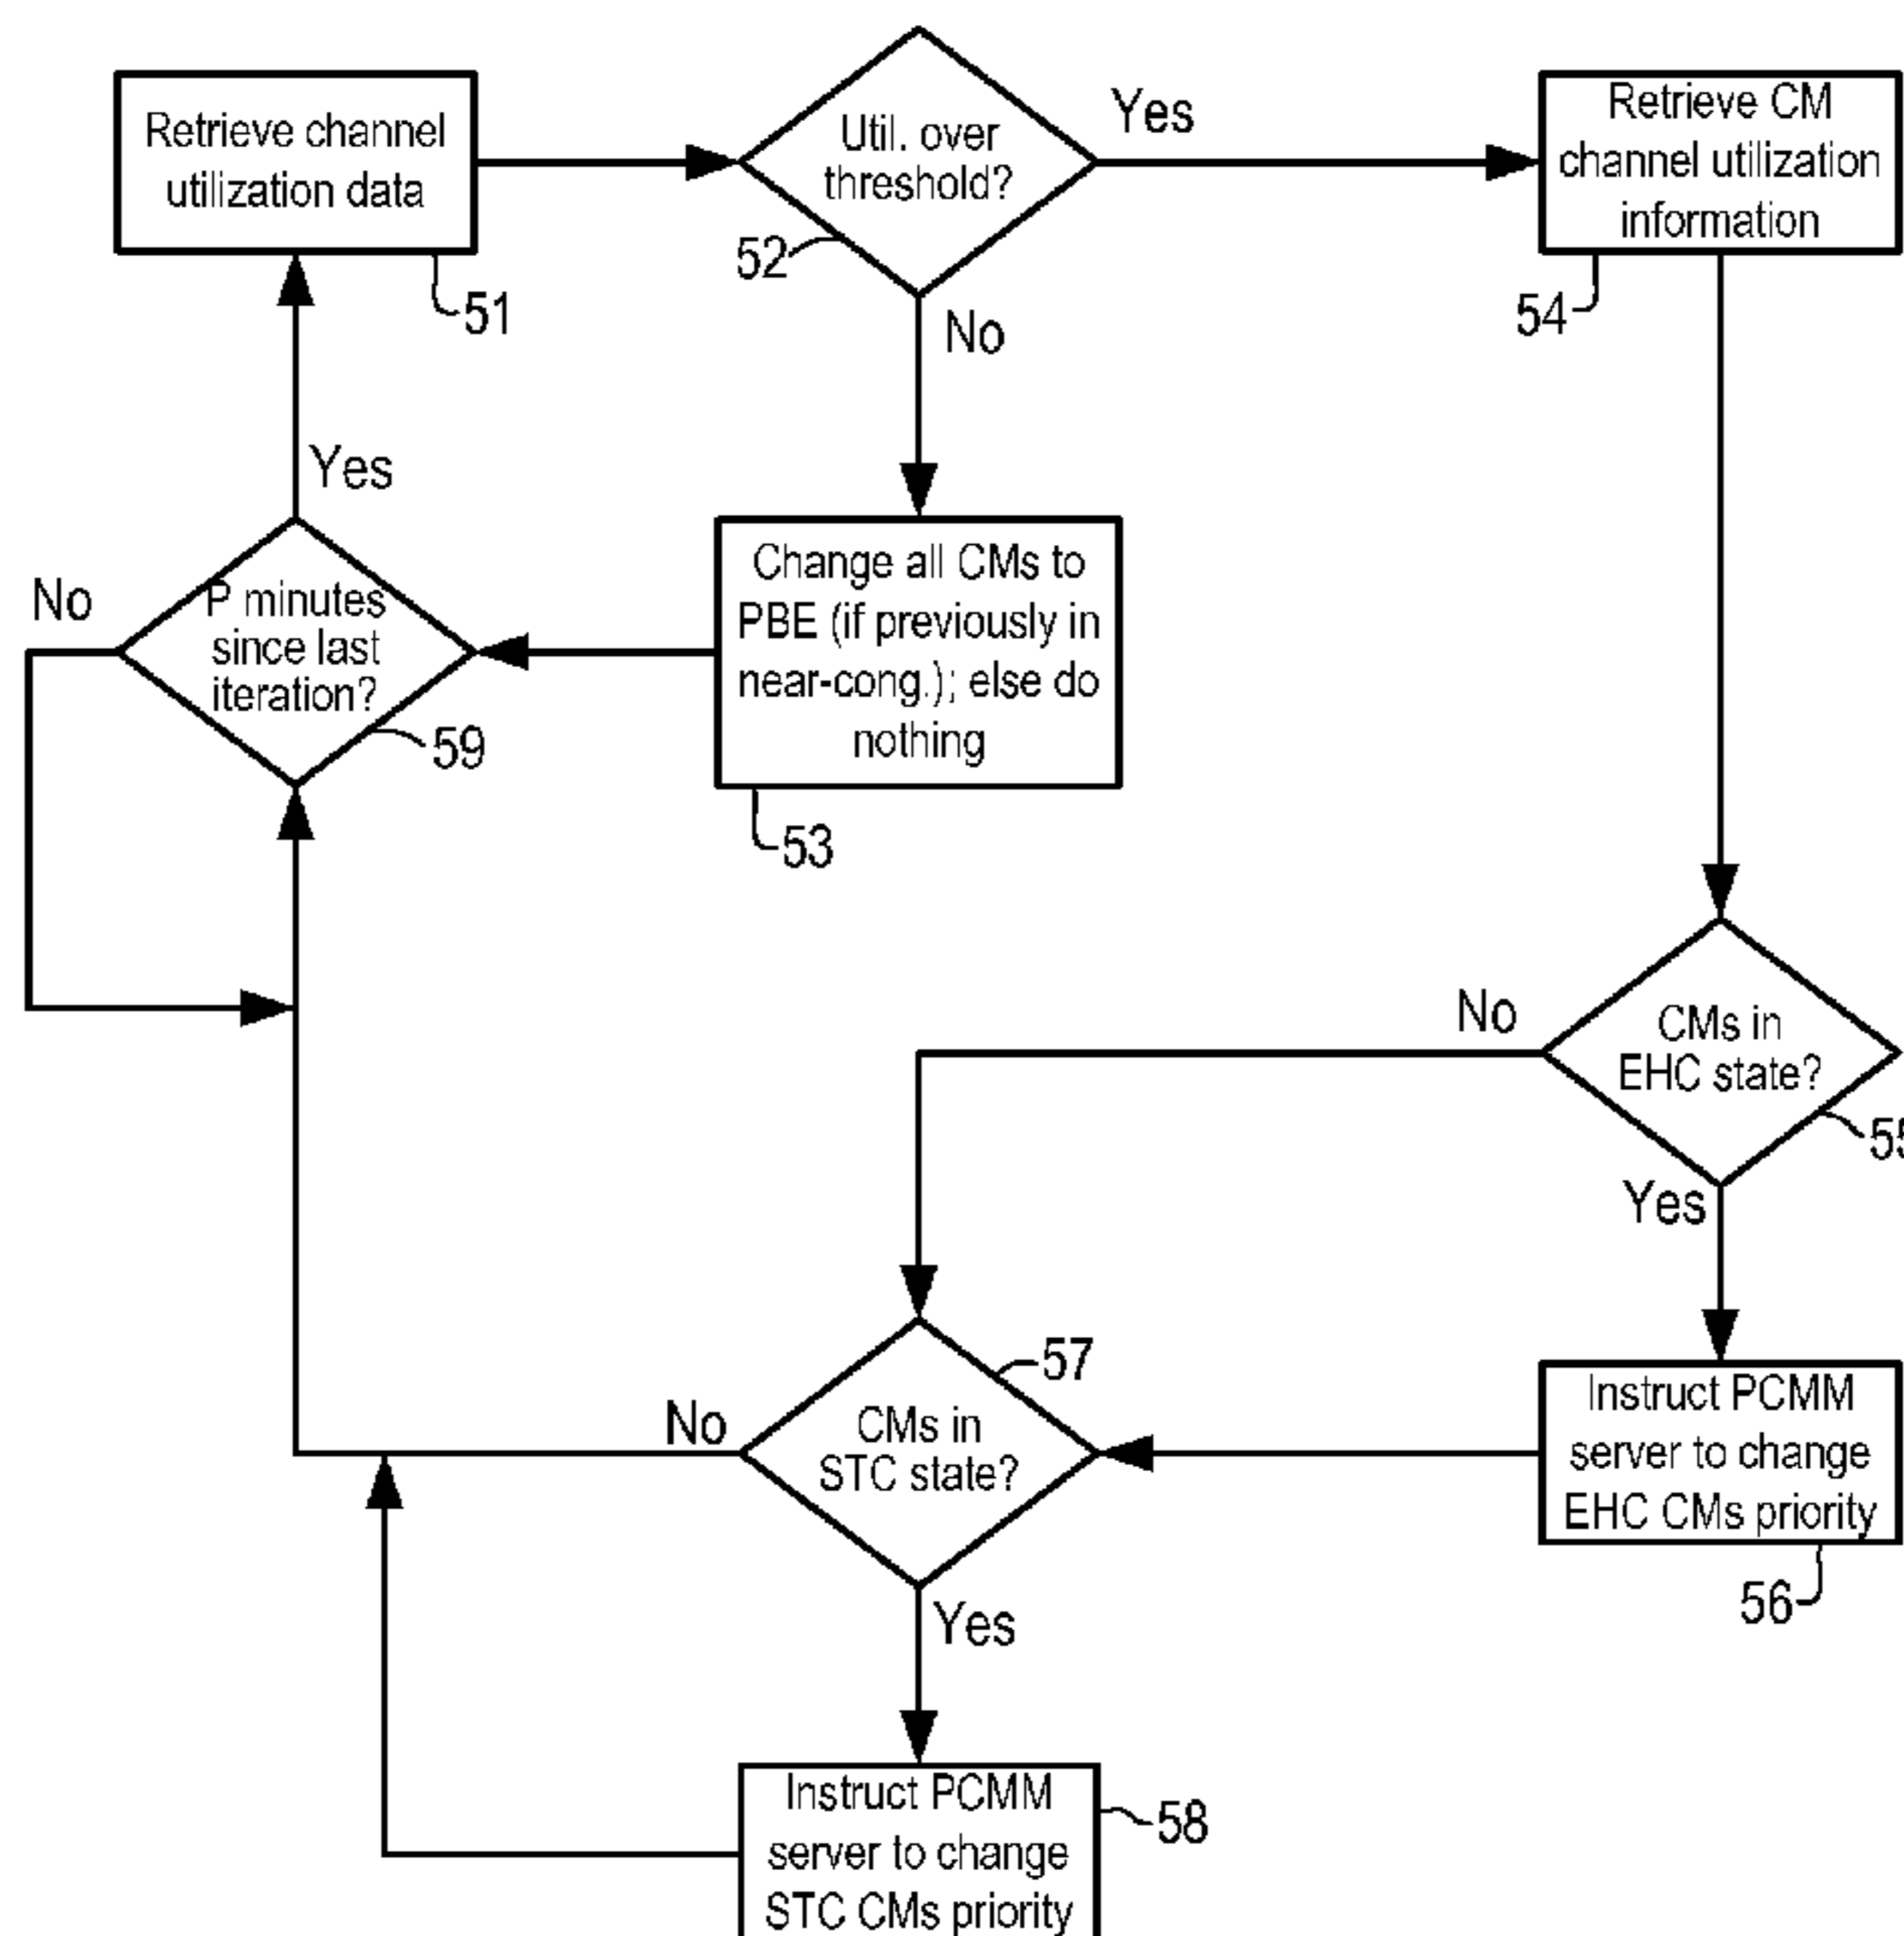 Retrieve channel
utilization data
51
Util. over
threshold?
52
Yes
No
Retrieve CM
channel utilization
information
54
Yes
No
P minutes
since last
iteration?
59
Change all CMs to
PBE (if previously in
near-cong.); else do
nothing
53
No
CMs in
EHC state?
55
Yes
57
No
CMs in
STC state?
Yes
Instruct PCMM
server to change
EHC CMs priority
56
Instruct PCMM
server to change
STC CMs priority
58